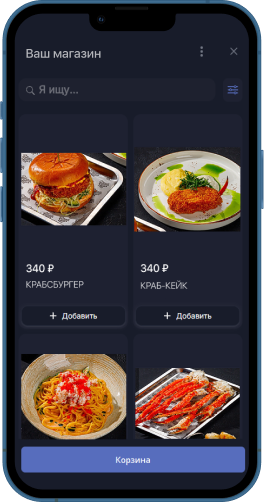 Ваш магазин
Я ищу...
340 ₽
КРАБСБУРГЕР
+ Добавить
340 ₽
КРАБ-КЕЙК
+ Добавить
Корзина